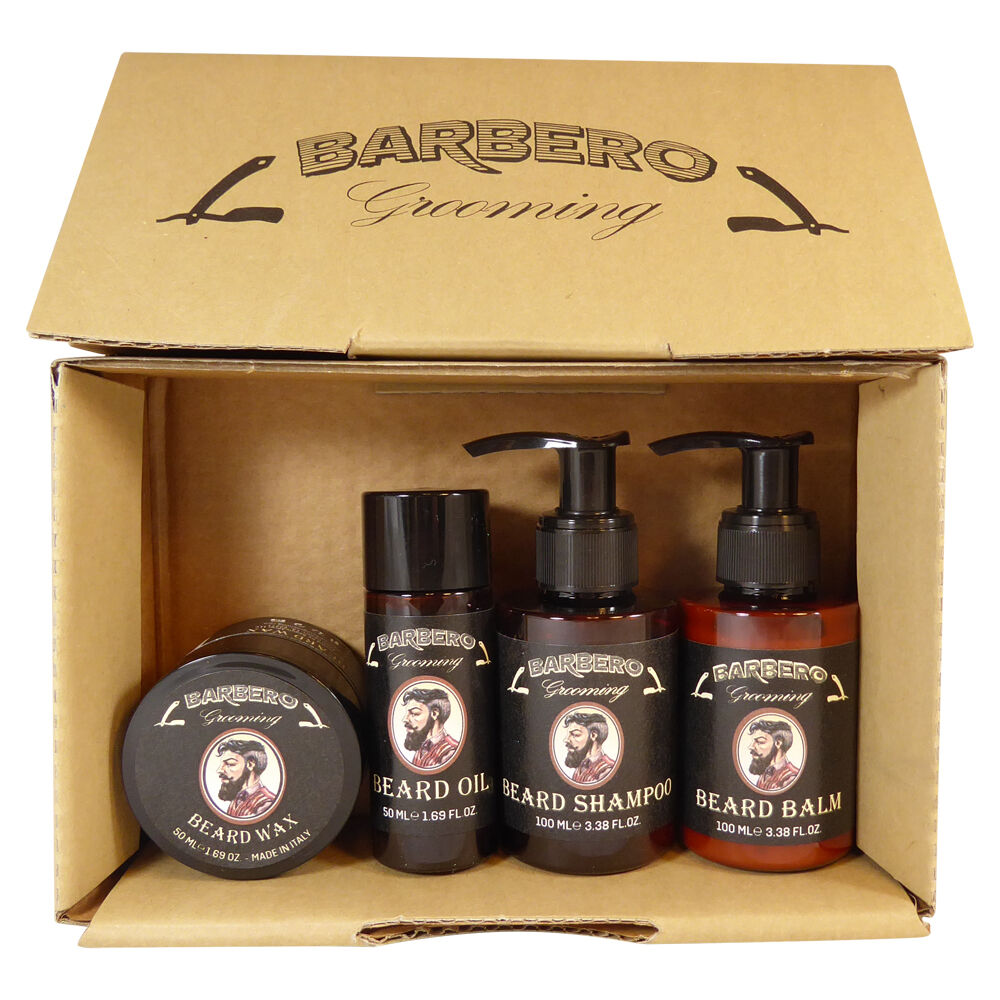 BARBERO
Grooming
BARBERO
Grooming
BEARD WAX
50 ML℮1.69 OZ. - MADE IN ITALY
BARBERO
Grooming
BEARD OIL
50 ML℮ 1.69 FL.OZ.
BARBERO
Grooming
BEARD SHAMPOO
100 ML℮ 3.38 FL.OZ.
BARBERO
Grooming
BEARD BALM
100 ML℮ 3.38 FL.OZ.